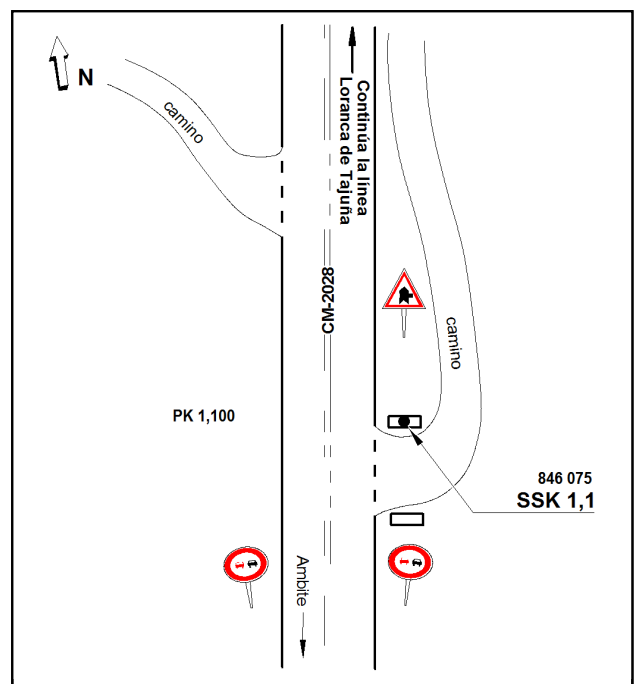 N
camino
Continúa la línea
Loranca de Tajuña
CM-2028
camino
PK 1,100
846 075
SSK 1,1
Ambite